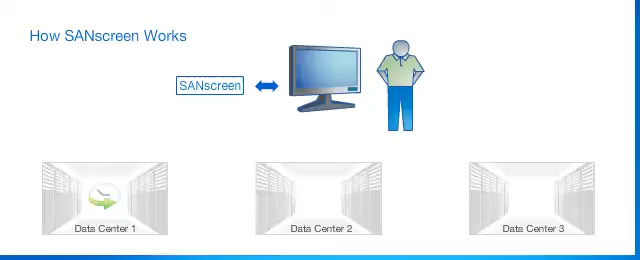 How SANscreen Works
SANscreen
Data Center 1
Data Center 2
Data Center 3